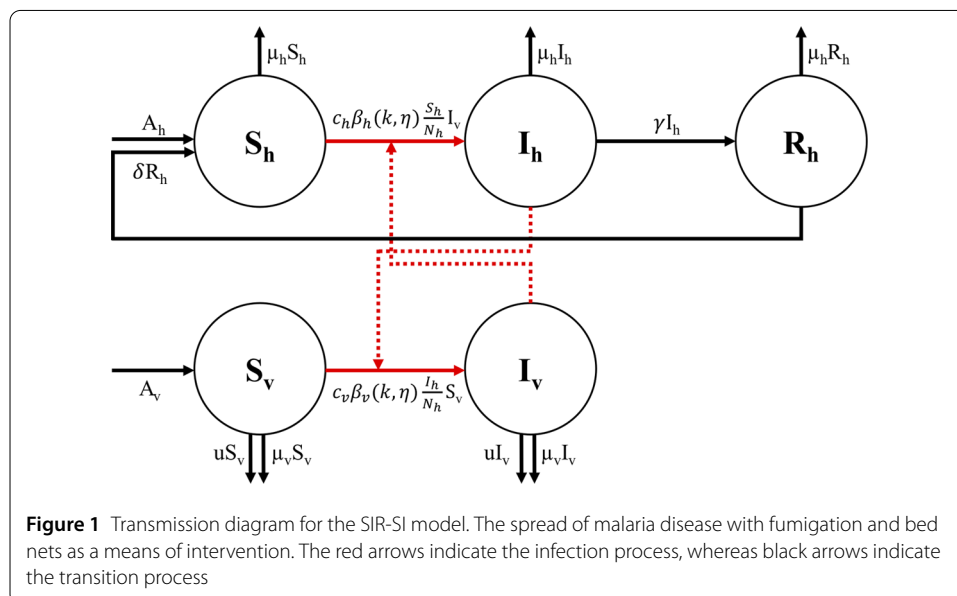 μₕSₕ
μₕIₕ
μₕRₕ
Aₕ
δRₕ
Sₕ
cₕβₕ(k, η) Sₕ/Nₕ Iᵥ
Iₕ
γIₕ
Rₕ
Aᵥ
Sᵥ
cᵥβᵥ(k, η) Iₕ/Nₕ Sᵥ
Iᵥ
uSᵥ
μᵥSᵥ
uIᵥ
μᵥIᵥ
Figure 1 Transmission diagram for the SIR-SI model. The spread of malaria disease with fumigation and bed
nets as a means of intervention. The red arrows indicate the infection process, whereas black arrows indicate
the transition process